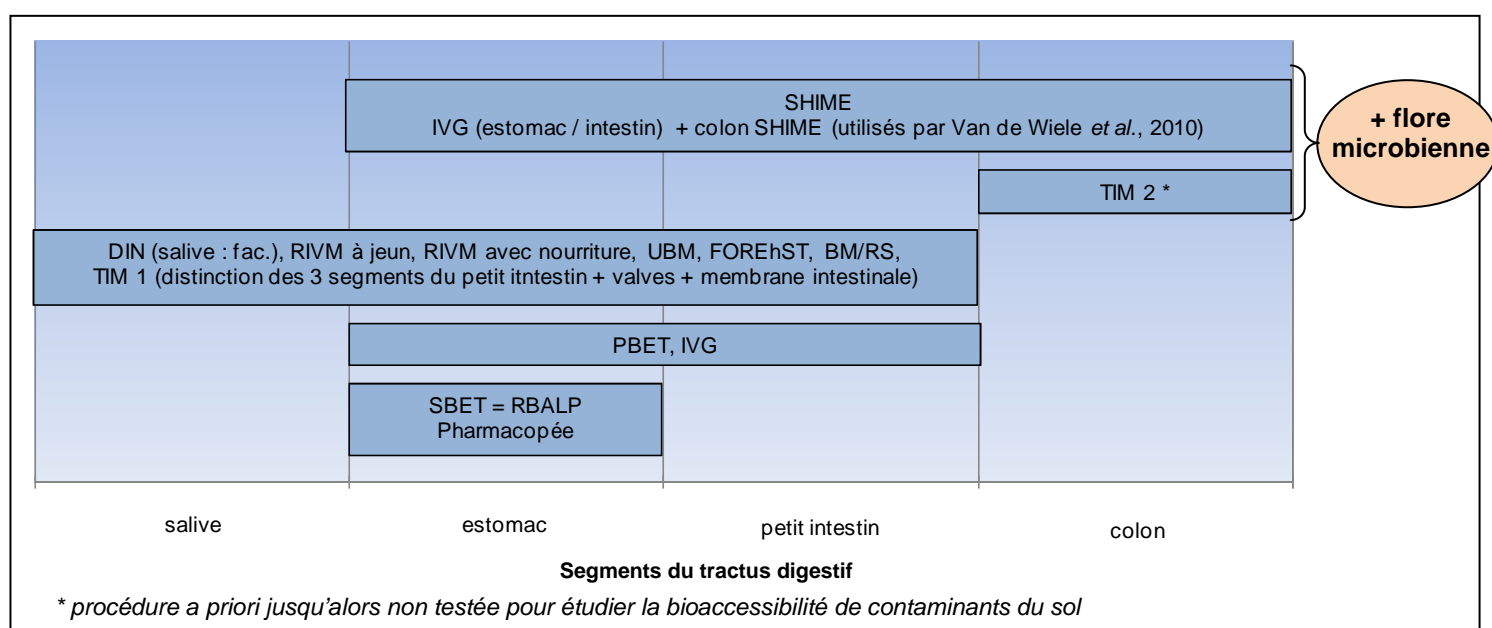 SHIME
IVG (estomac / intestin) + colon SHIME (utilisés par Van de Wiele et al., 2010)
+ flore
microbienne
TIM 2 *
DIN (salive : fac.), RIVM à jeun, RIVM avec nourriture, UBM, FOREhST, BM/RS,
TIM 1 (distinction des 3 segments du petit itntestin + valves + membrane intestinale)
PBET, IVG
SBET = RBALP
Pharmacopée
salive
estomac
petit intestin
colon
Segments du tractus digestif
* procédure a priori jusqu'alors non testée pour étudier la bioaccessibilité de contaminants du sol